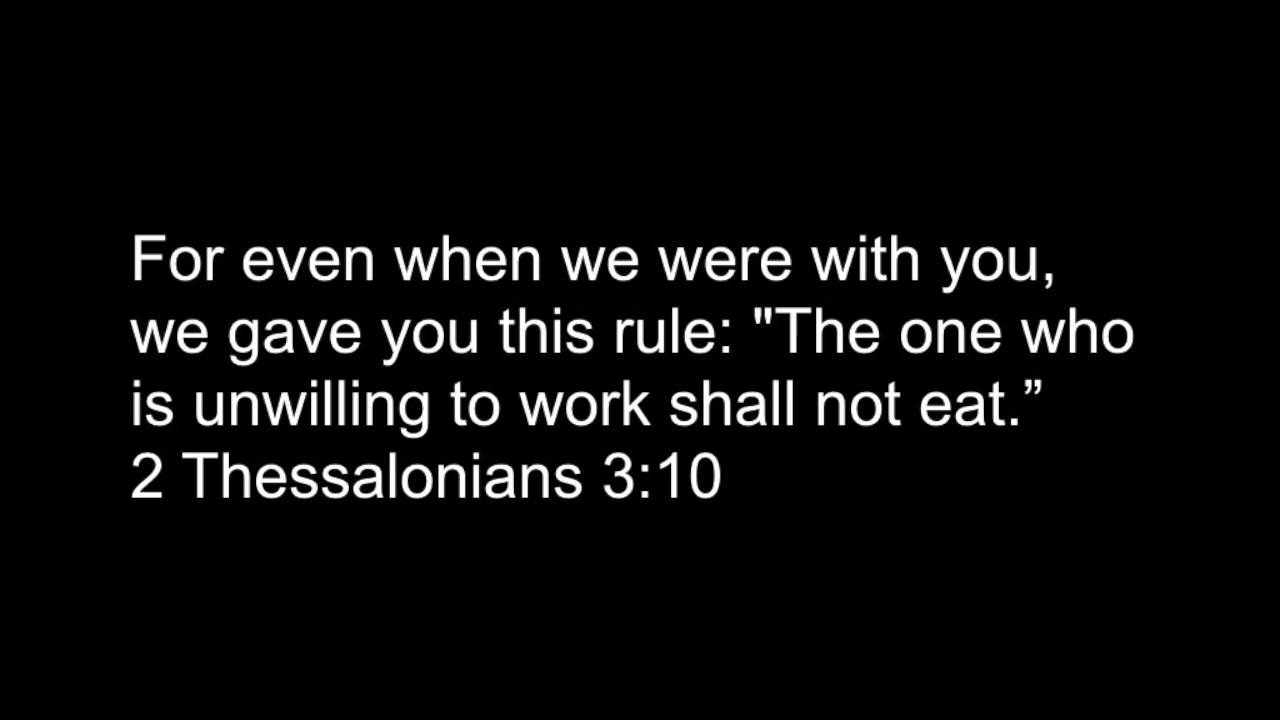 For even when we were with you,
we gave you this rule: "The one who
is unwilling to work shall not eat.”
2 Thessalonians 3:10